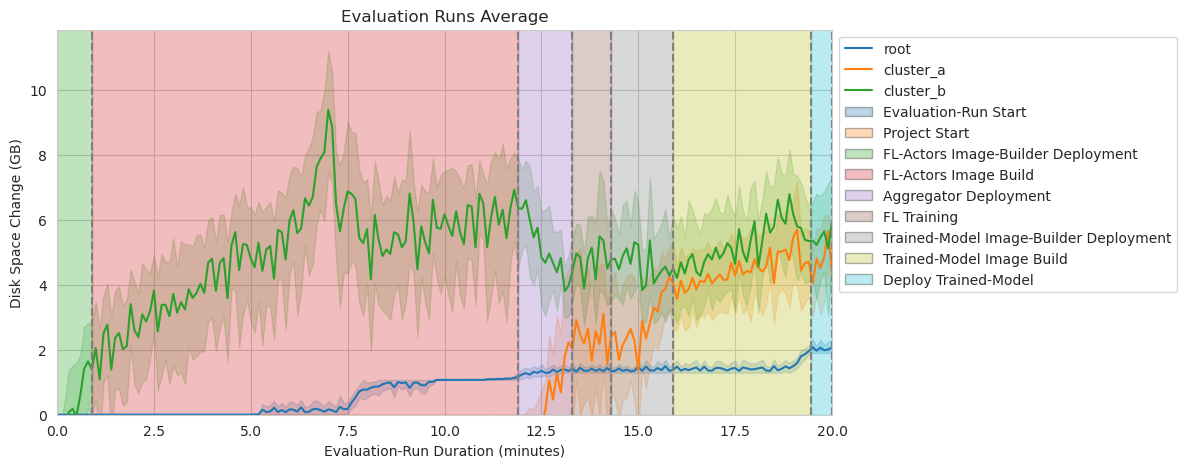 Evaluation Runs Average
Disk Space Change (GB)
10
8
6
4
2
0
0.0 2.5 5.0 7.5 10.0 12.5 15.0 17.5 20.0
Evaluation-Run Duration (minutes)
root
cluster_a
cluster_b
Evaluation-Run Start
Project Start
FL-Actors Image-Builder Deployment
FL-Actors Image Build
Aggregator Deployment
FL Training
Trained-Model Image-Builder Deployment
Trained-Model Image Build
Deploy Trained-Model